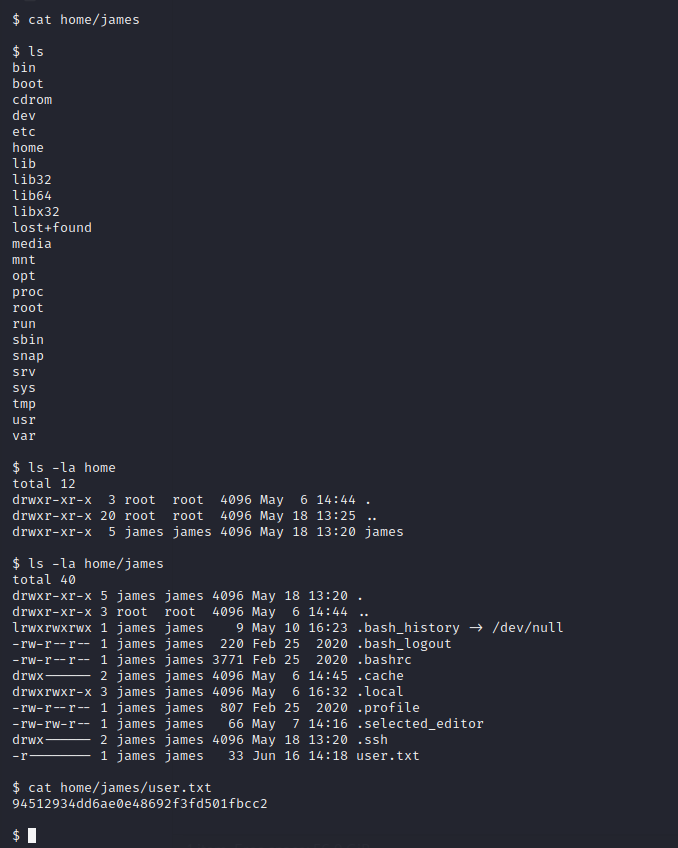 $ cat home/james
$ ls
bin
boot
cdrom
dev
etc
home
lib
lib32
lib64
libx32
lost+found
media
mnt
opt
proc
root
run
sbin
snap
srv
sys
tmp
usr
var
$ ls -la home
total 12
drwxr-xr-x  3 root  root  4096 May  6 14:44 .
drwxr-xr-x 20 root  root  4096 May 18 13:25 ..
drwxr-xr-x  5 james james 4096 May 18 13:20 james
$ ls -la home/james
total 40
drwxr-xr-x 5 james james 4096 May 18 13:20 .
drwxr-xr-x 3 root  root  4096 May  6 14:44 ..
lrwxrwxrwx 1 james james    9 May 10 16:23 .bash_history -> /dev/null
-rw-r--r-- 1 james james  220 Feb 25  2020 .bash_logout
-rw-r--r-- 1 james james 3771 Feb 25  2020 .bashrc
drwx------ 2 james james 4096 May  6 14:45 .cache
drwxrwxr-x 3 james james 4096 May  6 16:32 .local
-rw-r--r-- 1 james james  807 Feb 25  2020 .profile
-rw-rw-r-- 1 james james   66 May  7 14:16 .selected_editor
drwx------ 2 james james 4096 May 18 13:20 .ssh
-r-------- 1 james james   33 Jun 16 14:18 user.txt
$ cat home/james/user.txt
94512934dd6ae0e48692f3fd501fbcc2
$